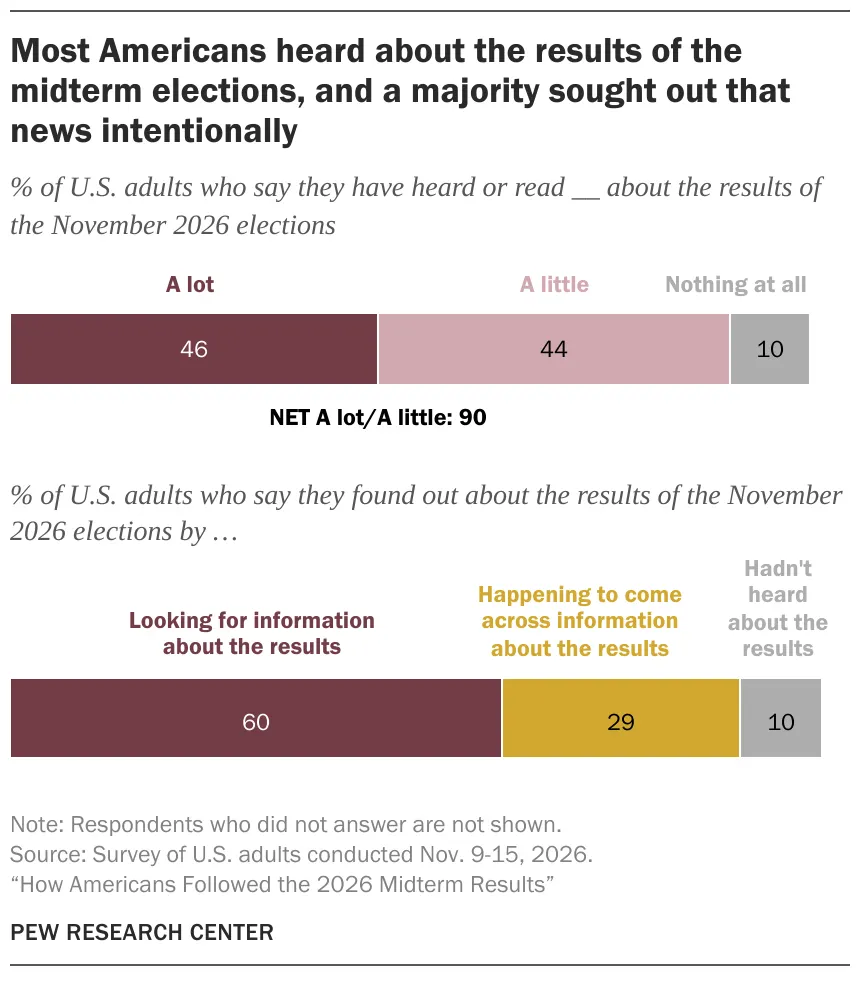 Most Americans heard about the results of the
midterm elections, and a majority sought out that
news intentionally
% of U.S. adults who say they have heard or read __ about the results of
the November 2026 elections
A lot
A little
Nothing at all
46
44
10
NET A lot/A little: 90
% of U.S. adults who say they found out about the results of the November
2026 elections by …
Looking for information
about the results
Happening to come
across information
about the results
Hadn't
heard
about the
results
60
29
10
Note: Respondents who did not answer are not shown.
Source: Survey of U.S. adults conducted Nov. 9-15, 2026.
“How Americans Followed the 2026 Midterm Results”
PEW RESEARCH CENTER